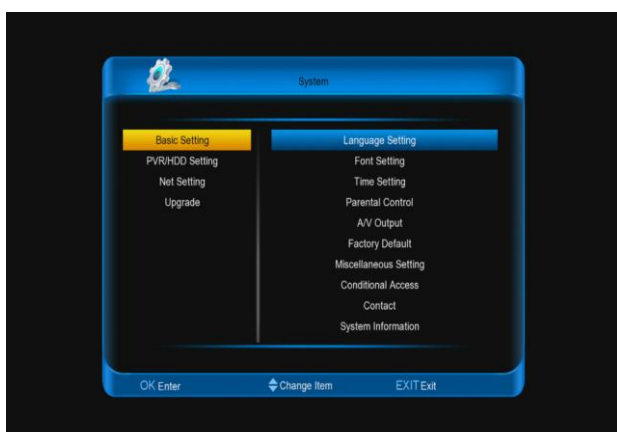 System
Basic Setting
PVR/HDD Setting
Net Setting
Upgrade
Language Setting
Font Setting
Time Setting
Parental Control
A/V Output
Factory Default
Miscellaneous Setting
Conditional Access
Contact
System Information
OK Enter Change Item EXIT Exit